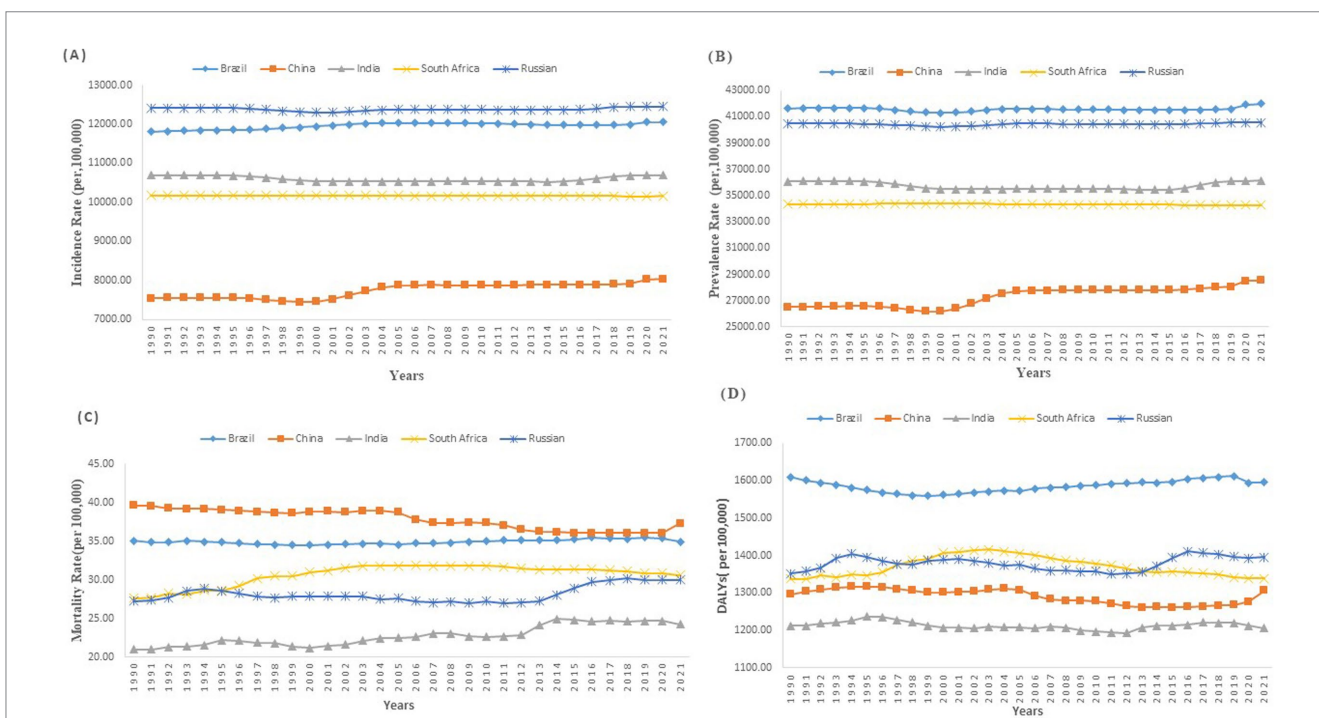 (A)
Brazil China India South Africa Russian
13000.00
12000.00
11000.00
10000.00
9000.00
8000.00
7000.00
Incidence Rate (per,100,000)
1990 1991 1992 1993 1994 1995 1996 1997 1998 1999 2000 2001 2002 2003 2004 2005 2006 2007 2008 2009 2010 2011 2012 2013 2014 2015 2016 2017 2018 2019 2020 2021
Years
(B)
Brazil China India South Africa Russian
43000.00
41000.00
39000.00
37000.00
35000.00
33000.00
31000.00
29000.00
27000.00
25000.00
Prevalence Rate (per,100,000)
1990 1991 1992 1993 1994 1995 1996 1997 1998 1999 2000 2001 2002 2003 2004 2005 2006 2007 2008 2009 2010 2011 2012 2013 2014 2015 2016 2017 2018 2019 2020 2021
Years
(C)
Brazil China India South Africa Russian
45.00
40.00
35.00
30.00
25.00
20.00
Mortality Rate(per 100,000)
1990 1991 1992 1993 1994 1995 1996 1997 1998 1999 2000 2001 2002 2003 2004 2005 2006 2007 2008 2009 2010 2011 2012 2013 2014 2015 2016 2017 2018 2019 2020 2021
Years
(D)
Brazil China India South Africa Russian
1700.00
1600.00
1500.00
1400.00
1300.00
1200.00
1100.00
DALYs( per 100,000)
1990 1991 1992 1993 1994 1995 1996 1997 1998 1999 2000 2001 2002 2003 2004 2005 2006 2007 2008 2009 2010 2011 2012 2013 2014 2015 2016 2017 2018 2019 2020 2021
Years